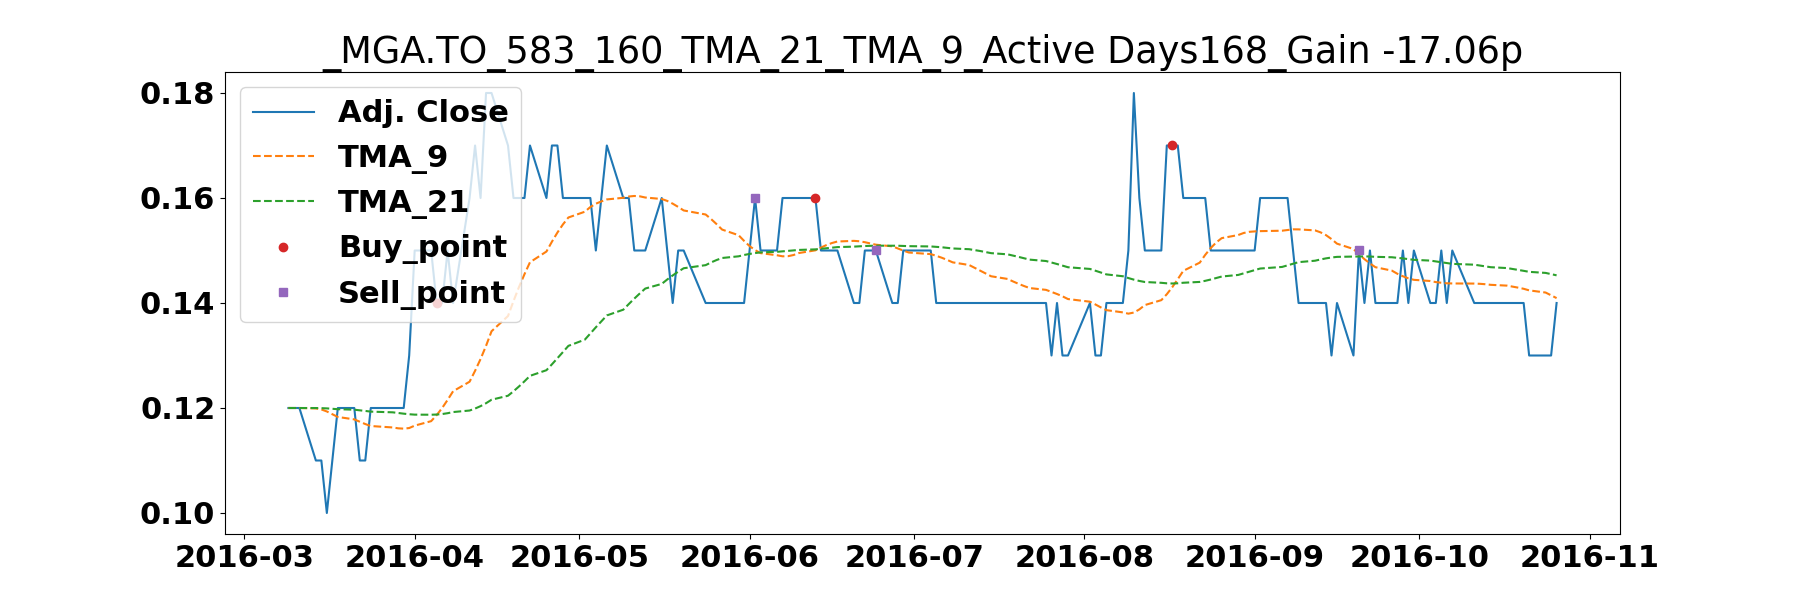 _MGA.TO_583_160_TMA_21_TMA_9_Active Days168_Gain -17.06p
0.18
0.16
0.14
0.12
0.10
Adj. Close
TMA_9
TMA_21
Buy_point
Sell_point
2016-03 2016-04 2016-05 2016-06 2016-07 2016-08 2016-09 2016-10 2016-11